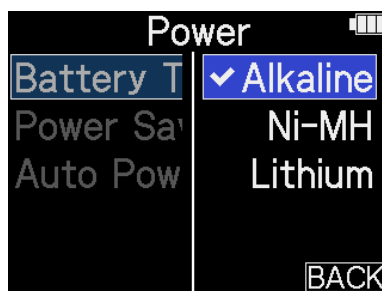 Power
Battery T
Alkaline
Power Sa
Ni-MH
Auto Pow
Lithium
BACK